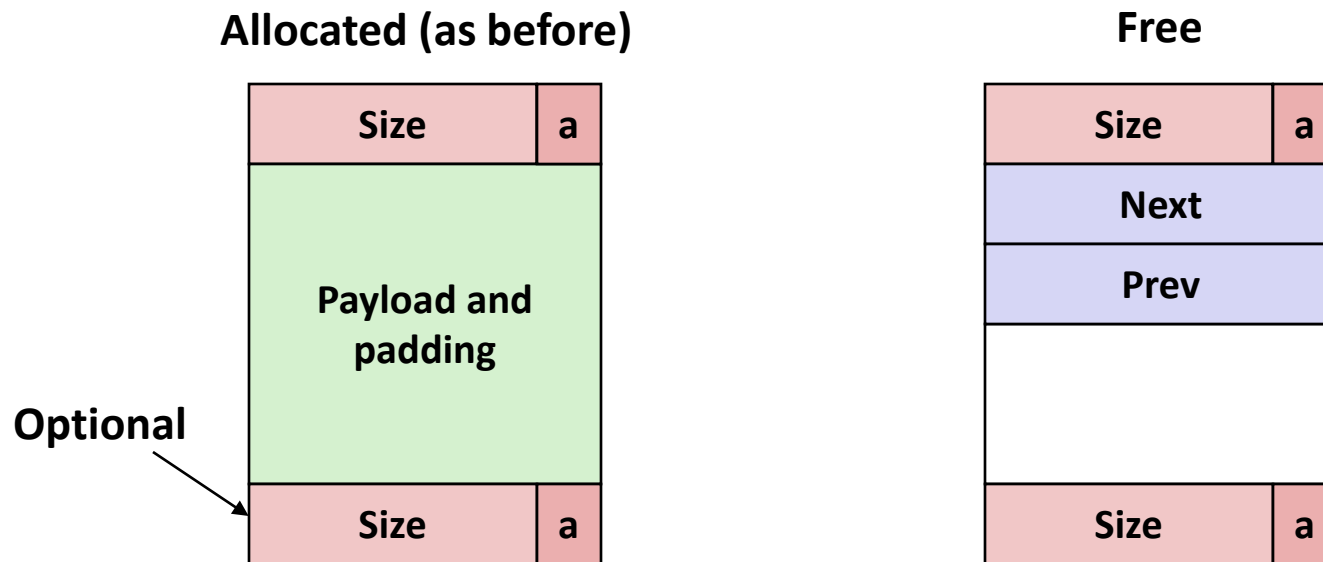 Allocated (as before)
Size a
Payload and
padding
Optional
Size a
Free
Size a
Next
Prev
Size a